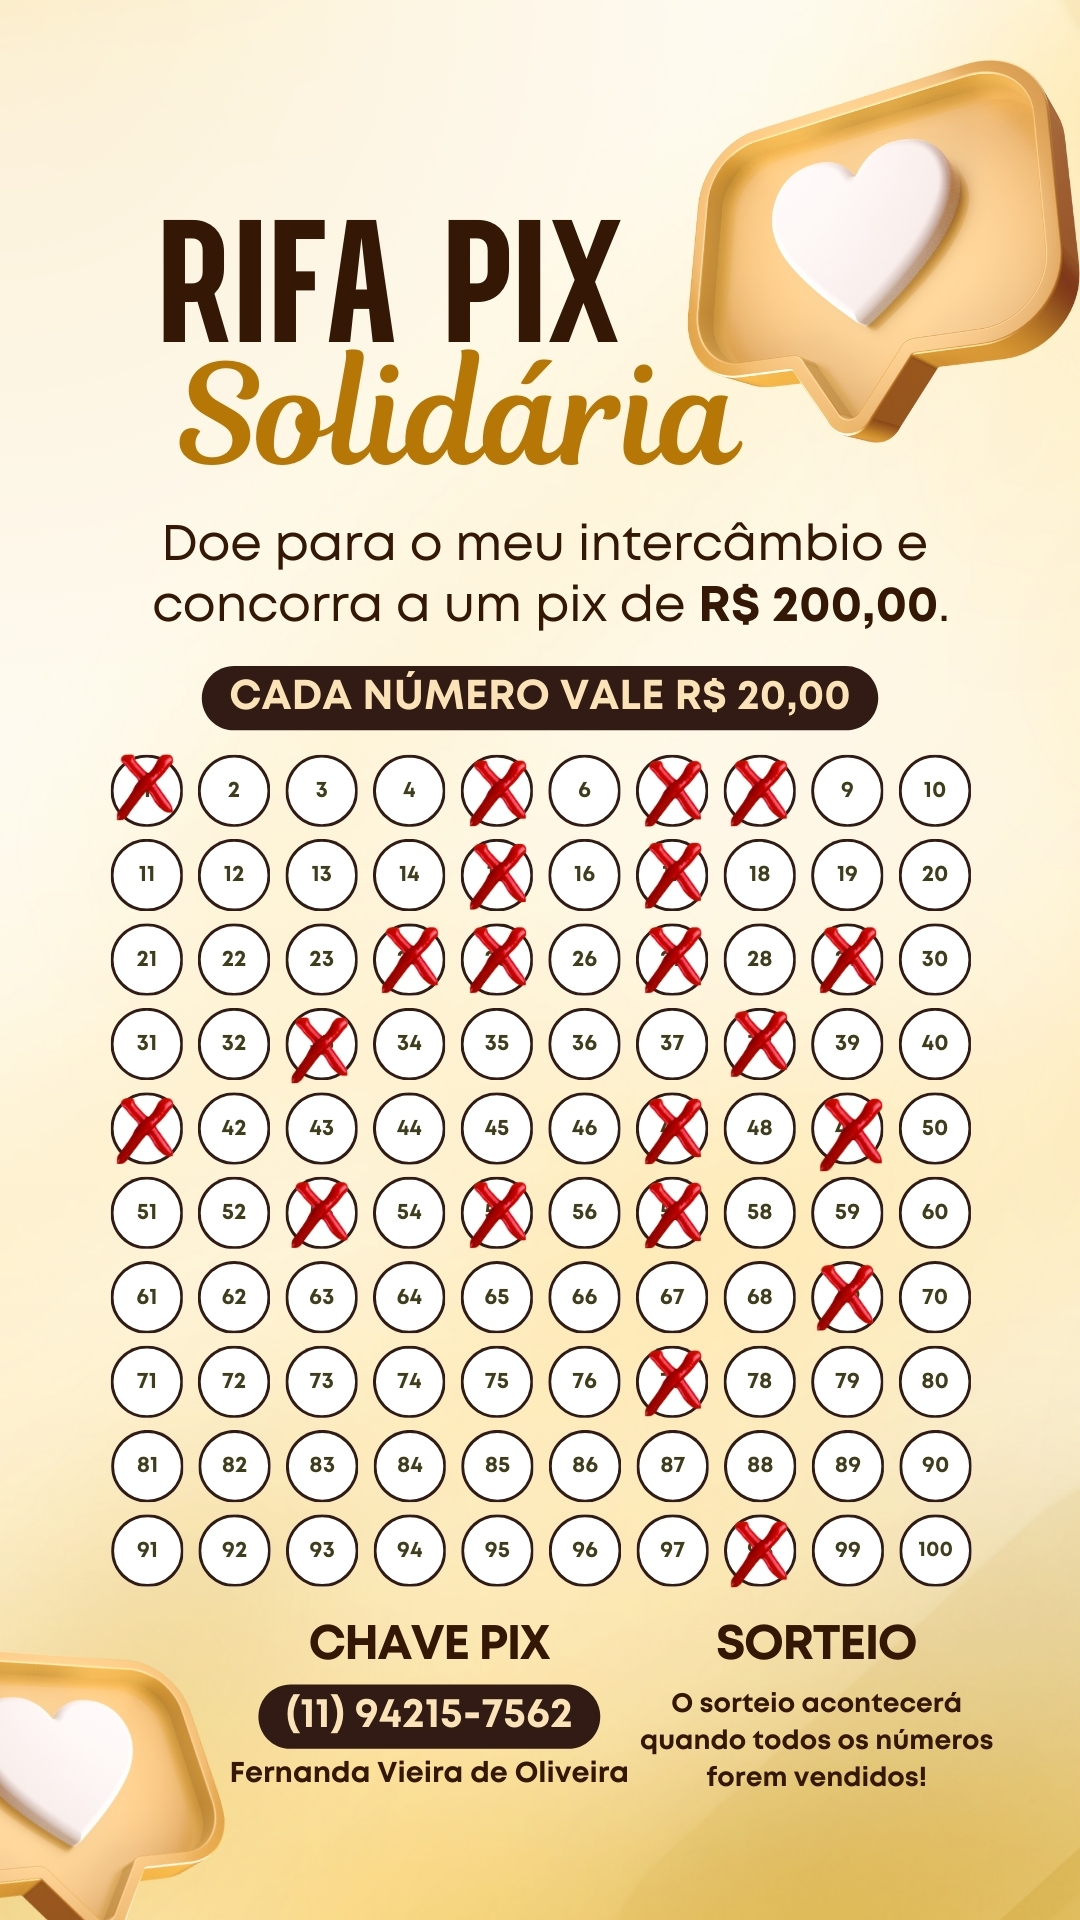 RIFA PIX
Solidária
Doe para o meu intercâmbio e
concorra a um pix de R$ 200,00.
CADA NÚMERO VALE R$ 20,00
2 3 4 6 9 10
11 12 13 14 16 18 19 20
21 22 23 26 28 30
31 32 34 35 36 37 39 40
42 43 44 45 46 48 50
51 52 54 56 58 59 60
61 62 63 64 65 66 67 68 70
71 72 73 74 75 76 78 79 80
81 82 83 84 85 86 87 88 89 90
91 92 93 94 95 96 97 99 100
CHAVE PIX
(11) 94215-7562
Fernanda Vieira de Oliveira
SORTEIO
O sorteio acontecerá
quando todos os números
forem vendidos!